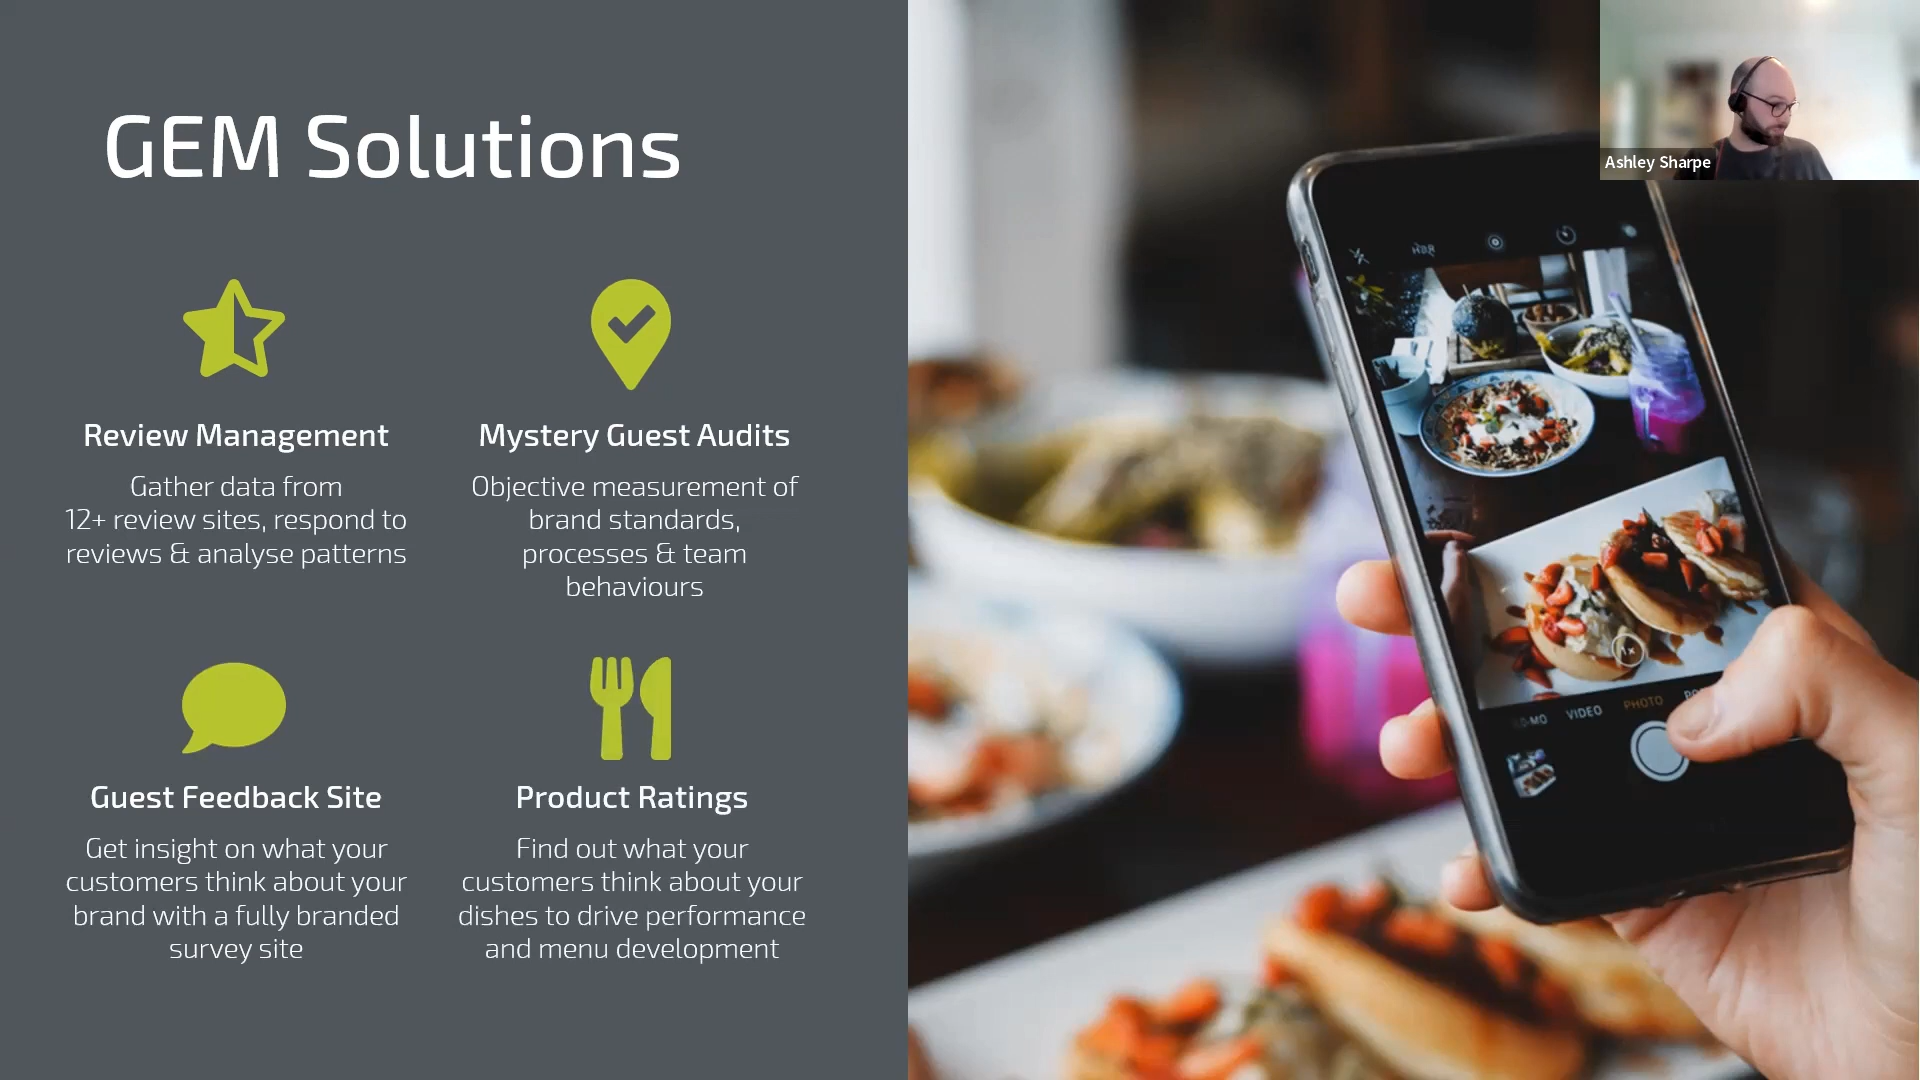 GEM Solutions
Review Management
Gather data from
12+ review sites, respond to
reviews & analyse patterns
Mystery Guest Audits
Objective measurement of
brand standards,
processes & team
behaviours
Guest Feedback Site
Get insight on what your
customers think about your
brand with a fully branded
survey site
Product Ratings
Find out what your
customers think about your
dishes to drive performance
and menu development
Ashley Sharpe
1x
VIDEO PHOTO